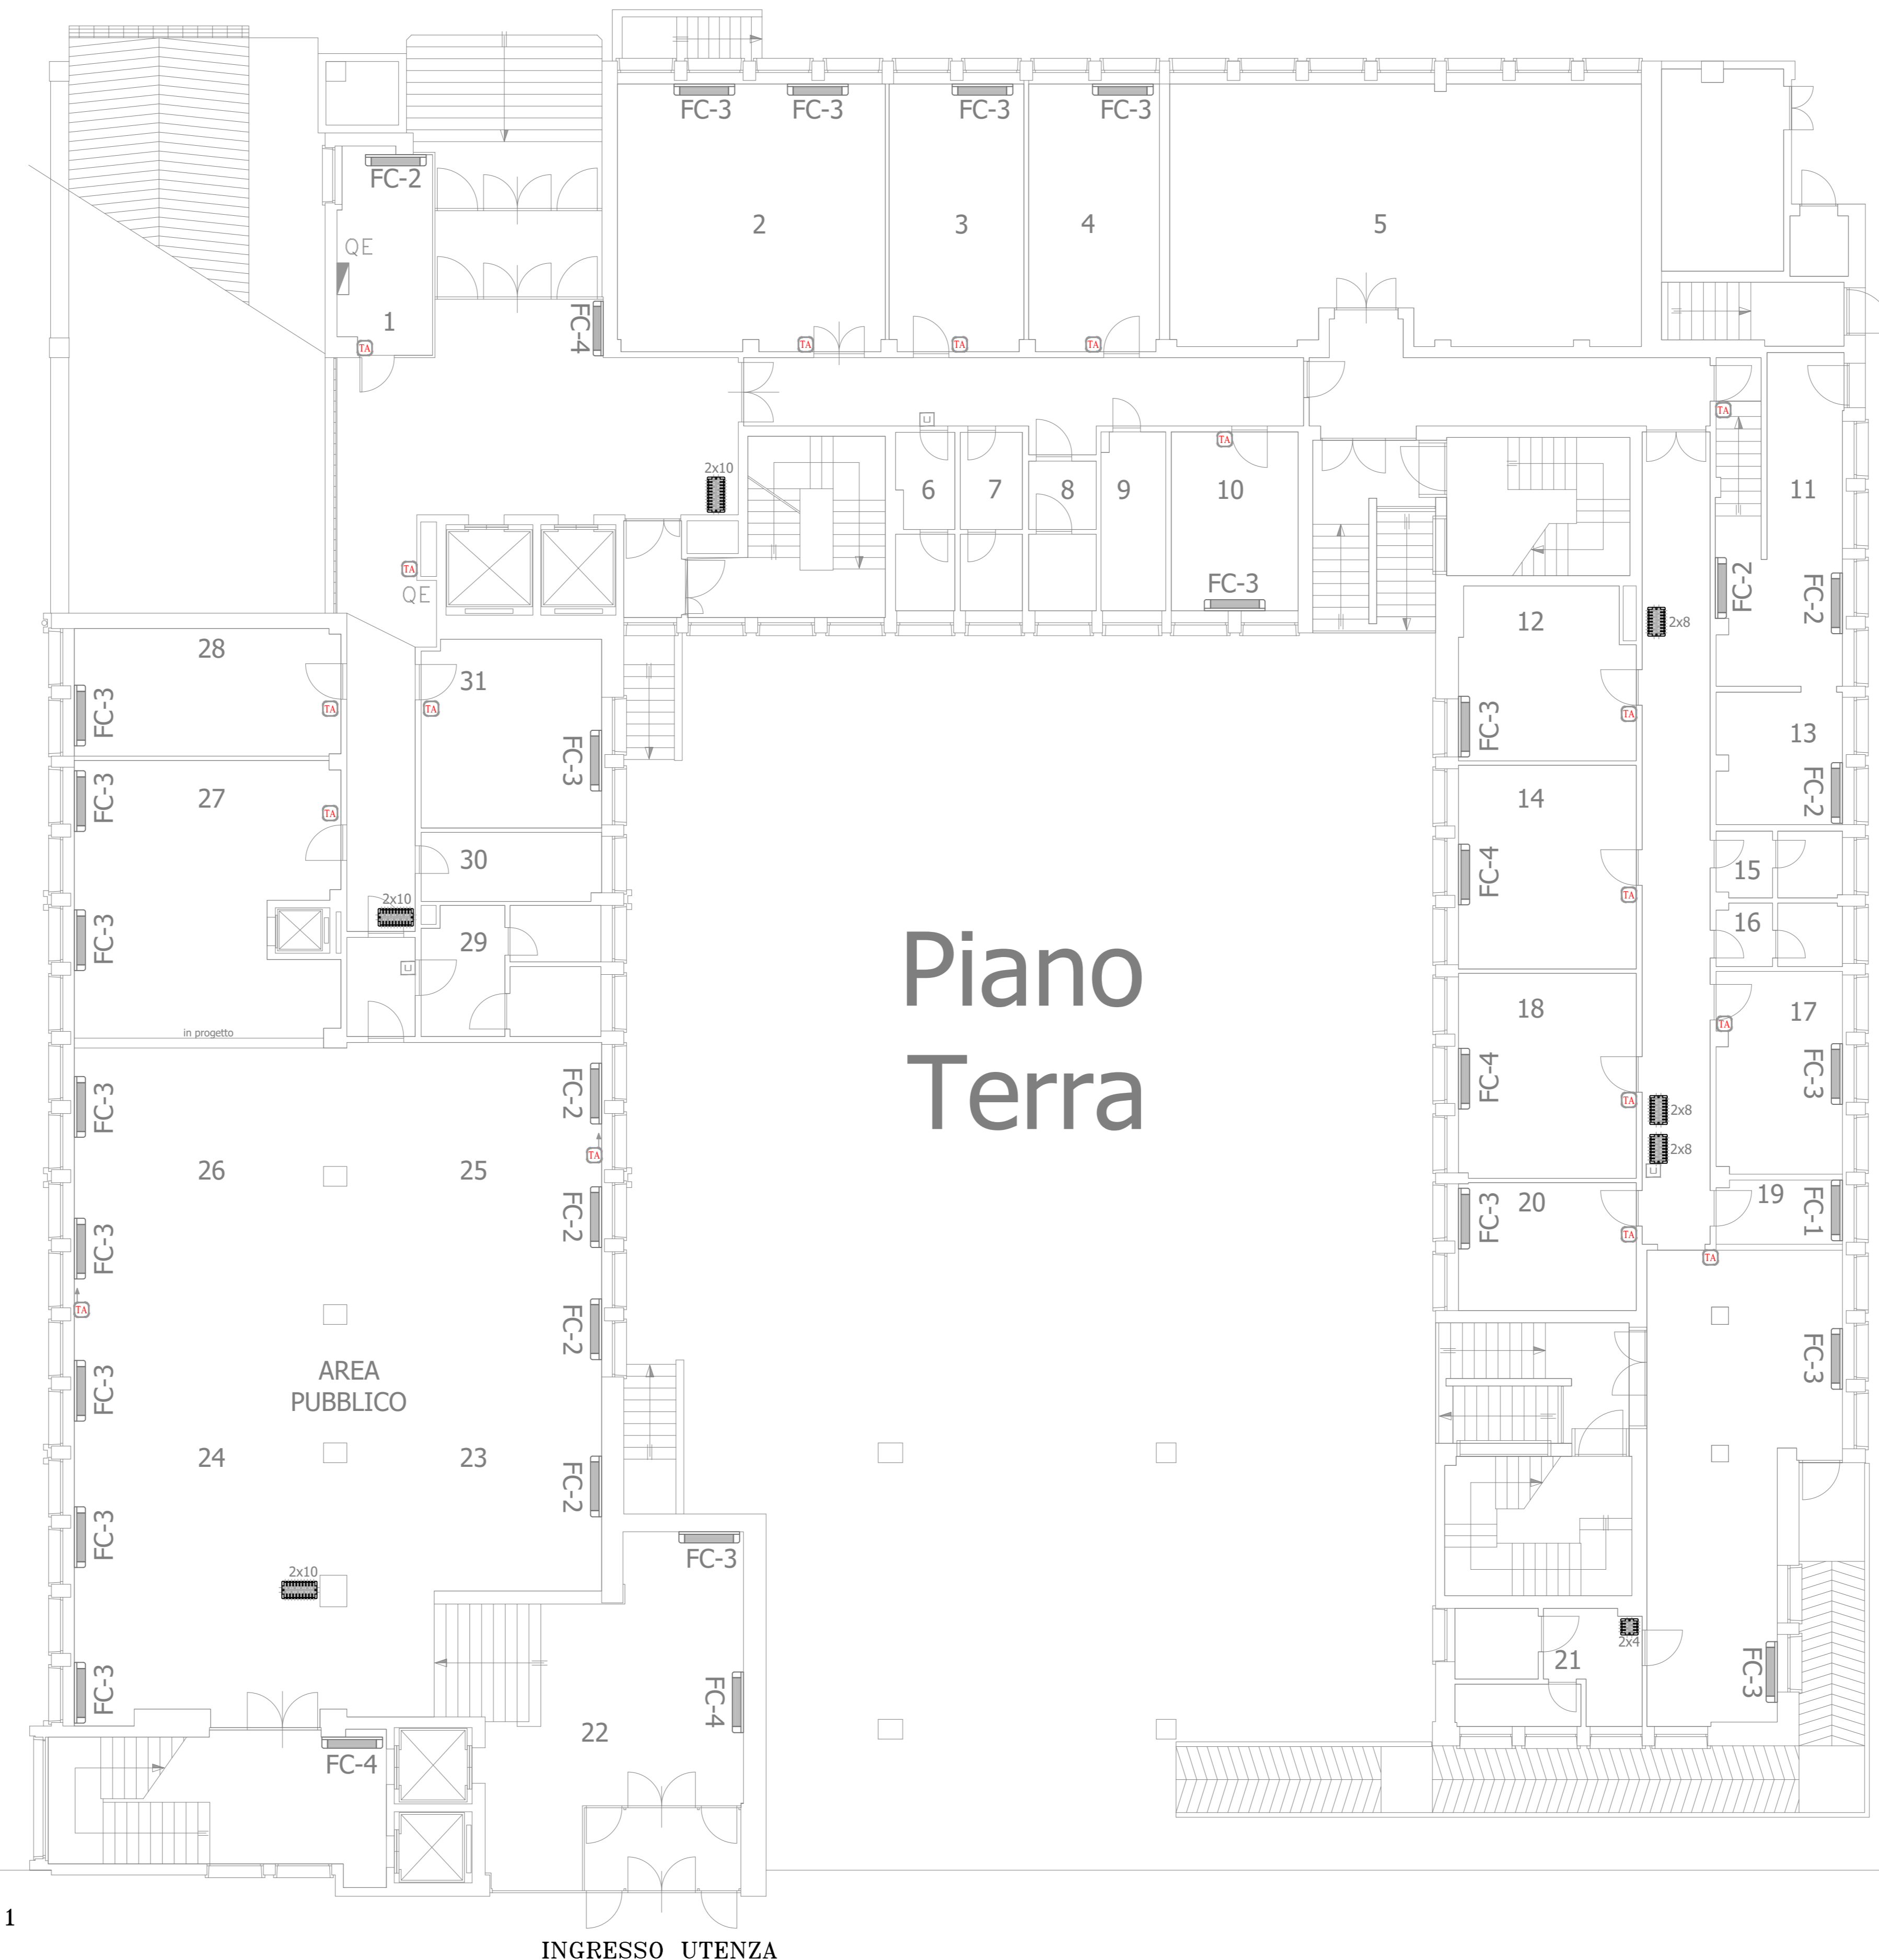 FC-3
FC-3
FC-3
FC-3
FC-2
2
3
4
5
QE
1
FC-4
TA
TA
TA
TA
TA
TA
2x10
6
7
8
9
10
11
TA
QE
FC-3
FC-2
FC-2
12
2x8
28
31
FC-3
TA
TA
FC-3
TA
13
FC-3
FC-2
27
FC-3
TA
14
30
FC-4
15
TA
2x10
29
FC-3
16
Piano
Terra
in progetto
18
17
TA
FC-4
FC-3
FC-3
FC-2
TA
2x8
2x8
TA
26
25
FC-3
FC-2
20
FC-3
19
FC-1
TA
TA
TA
FC-2
FC-3
AREA
PUBBLICO
FC-3
24
23
FC-2
FC-3
FC-3
2x10
2x4
21
FC-3
FC-3
FC-4
22
FC-4
1
INGRESSO UTENZA